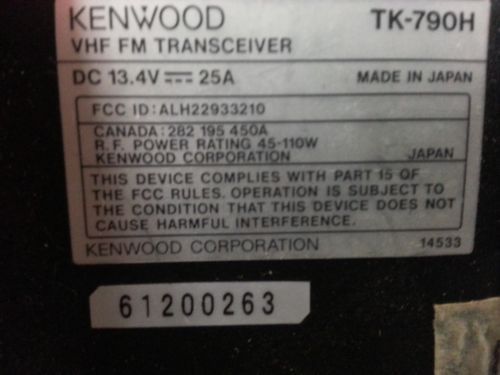 KENWOOD TK-790H
VHF FM TRANSCEIVER
DC 13.4V ⎓ 25A MADE IN JAPAN
FCC ID: ALH22933210
CANADA: 282 195 450A
R. F. POWER RATING 45-110W
KENWOOD CORPORATION JAPAN
THIS DEVICE COMPLIES WITH PART 15 OF
THE FCC RULES. OPERATION IS SUBJECT TO
THE CONDITION THAT THIS DEVICE DOES NOT
CAUSE HARMFUL INTERFERENCE.
KENWOOD CORPORATION 14533
61200263